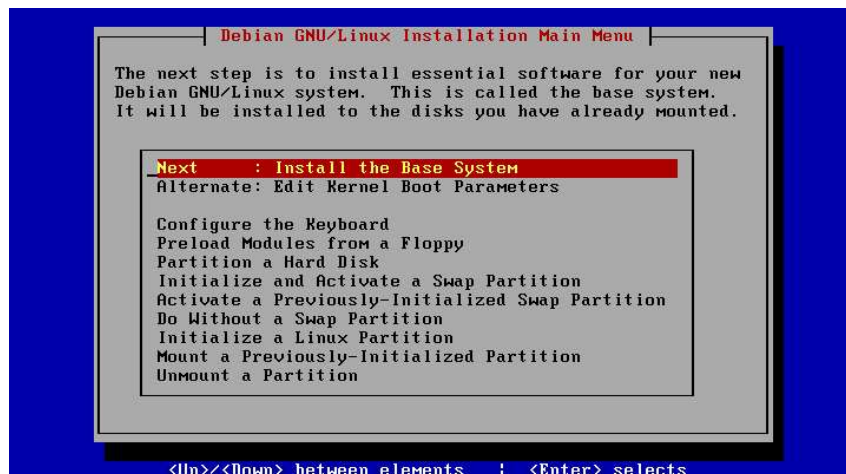 Debian GNU/Linux Installation Main Menu
The next step is to install essential software for your new
Debian GNU/Linux system.  This is called the base system.
It will be installed to the disks you have already mounted.
Next     : Install the Base System
Alternate: Edit Kernel Boot Parameters
Configure the Keyboard
Preload Modules from a Floppy
Partition a Hard Disk
Initialize and Activate a Swap Partition
Activate a Previously-Initialized Swap Partition
Do Without a Swap Partition
Initialize a Linux Partition
Mount a Previously-Initialized Partition
Unmount a Partition
<Up>/<Down> between elements   ¦  <Enter> selects